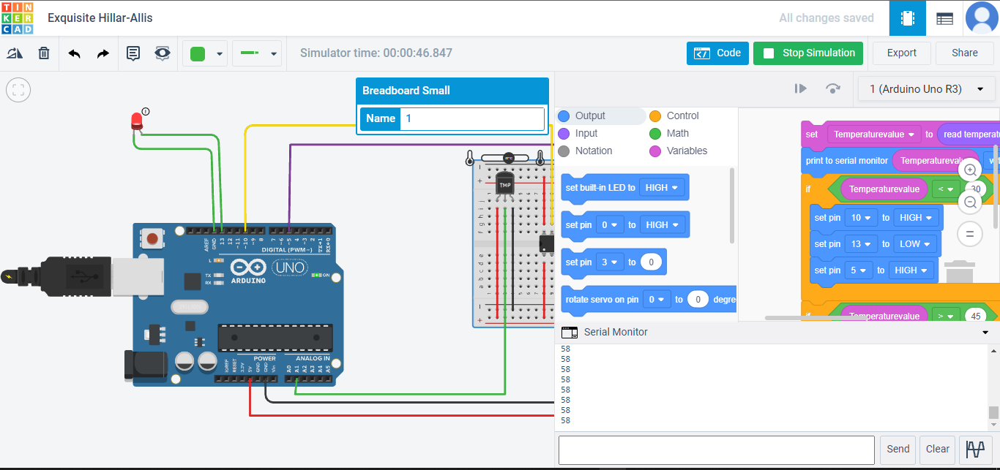 TIN
KER
CAD
Exquisite Hillar-Allis
All changes saved
Simulator time: 00:00:46.847
Code
Stop Simulation
Export
Share
Breadboard Small
Name 1
1 (Arduino Uno R3)
Output
Control
Input
Math
Notation
Variables
set built-in LED to HIGH
set pin 0 to HIGH
set pin 3 to 0
rotate servo on pin 0 to 0 degre
set Temperaturevalue to read temperat
print to serial monitor Temperaturevalu
if Temperaturevalue <
set pin 10 to HIGH
set pin 13 to LOW
set pin 5 to HIGH
if Temperaturevalue > 45
TMP
AREF
GND
13
12
~11
~10
~9
8
7
~6
~5
4
~3
2
TX→1
RX←0
DIGITAL (PWM~)
L
TX
RX
ARDUINO
UNO
ON
POWER
ANALOG IN
IOREF
RESET
3.3V
5V
GND
GND
Vin
A0
A1
A2
A3
A4
A5
Serial Monitor
58
58
58
58
58
58
58
58
Send
Clear